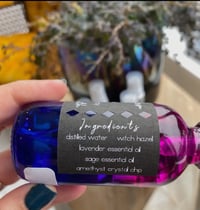 Ingredients
distilled water witch hazel
lavender essential oil
sage essential oil
amethyst crystal chip